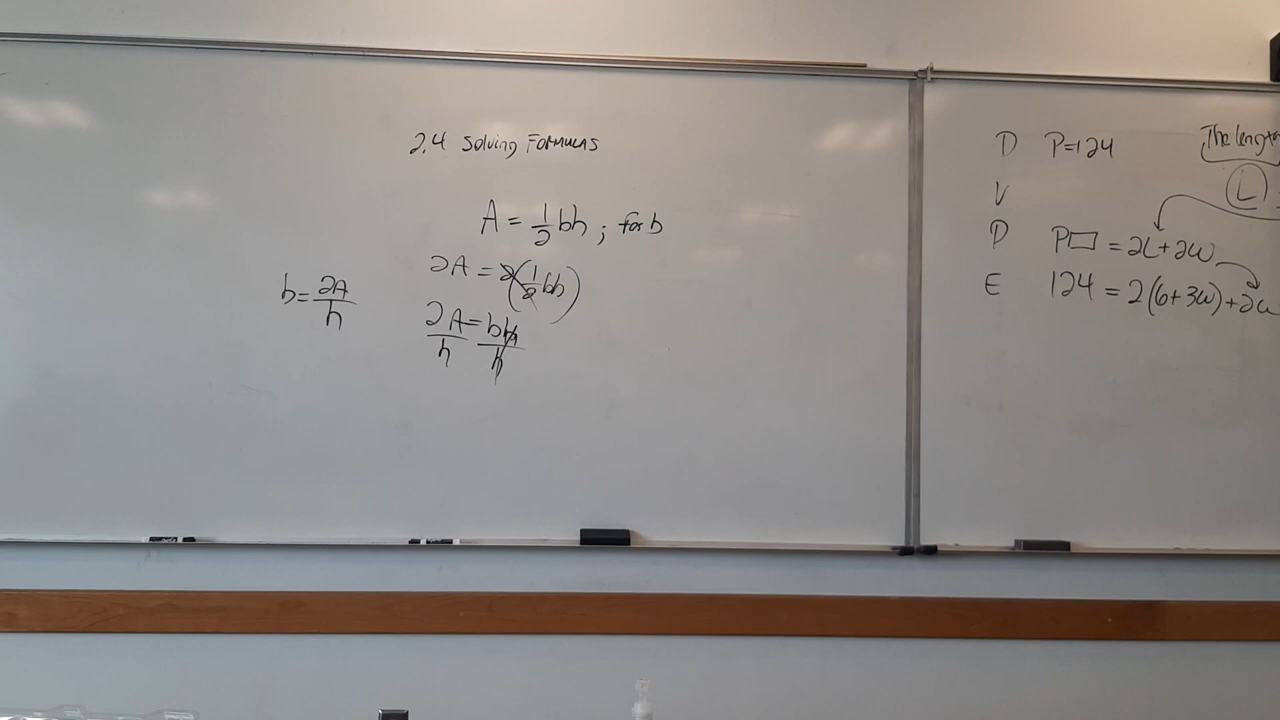 2.4 Solving Formulas
A = 1/2 bh ; for b
2A = 2(1/2 bh)
2A/h = bh/h
b = 2A/h
D P=124
The length
L
V
P P▭ = 2L+2w
E 124 = 2(6+3w)+2w